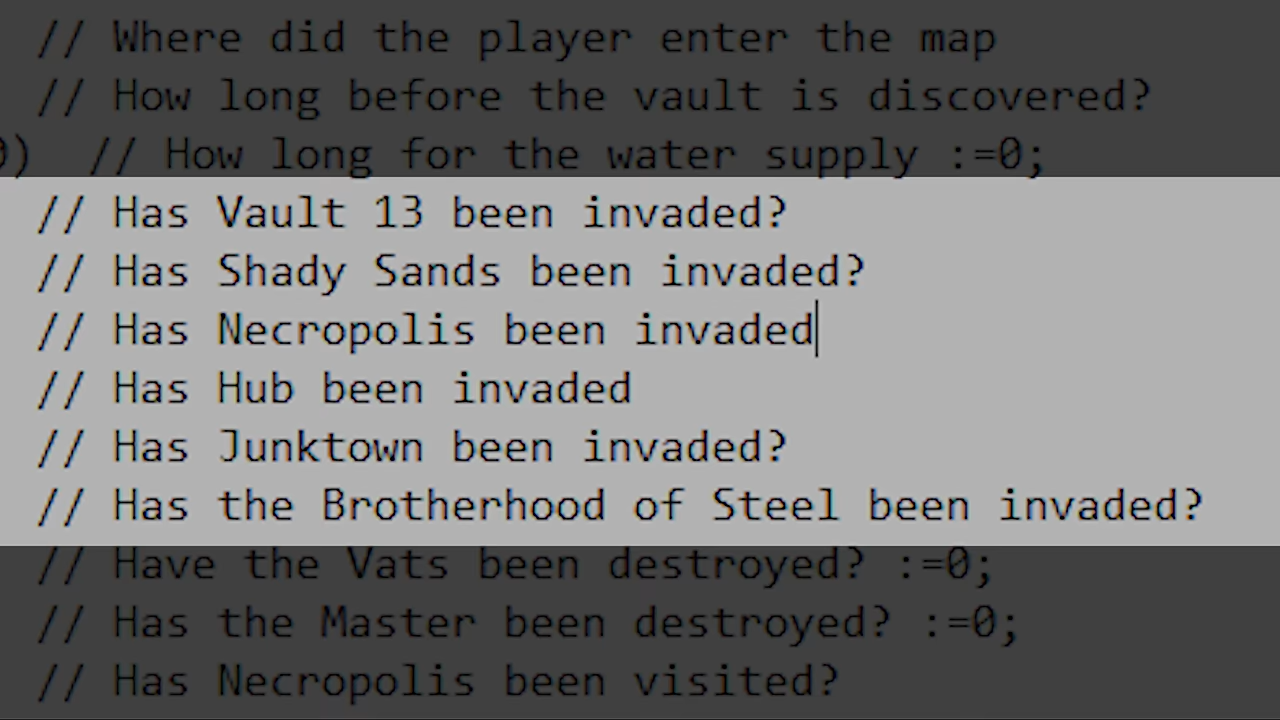 // Where did the player enter the map
// How long before the vault is discovered?
0) // How long for the water supply :=0;
// Has Vault 13 been invaded?
// Has Shady Sands been invaded?
// Has Necropolis been invaded
// Has Hub been invaded
// Has Junktown been invaded?
// Has the Brotherhood of Steel been invaded?
// Have the Vats been destroyed? :=0;
// Has the Master been destroyed? :=0;
// Has Necropolis been visited?